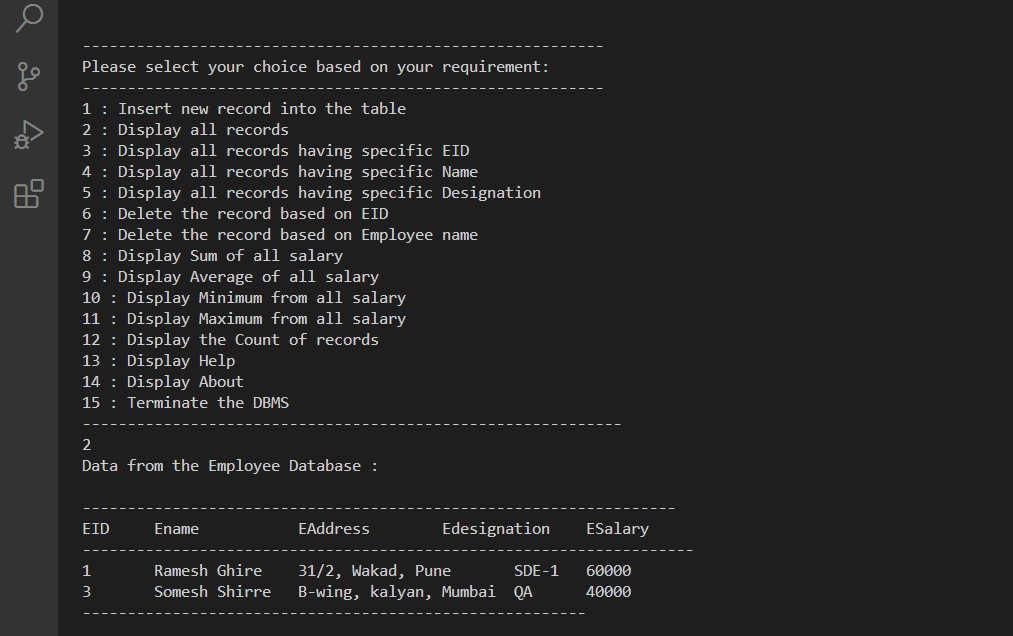 ----------------------------------------------------------
Please select your choice based on your requirement:
----------------------------------------------------------
1 : Insert new record into the table
2 : Display all records
3 : Display all records having specific EID
4 : Display all records having specific Name
5 : Display all records having specific Designation
6 : Delete the record based on EID
7 : Delete the record based on Employee name
8 : Display Sum of all salary
9 : Display Average of all salary
10 : Display Minimum from all salary
11 : Display Maximum from all salary
12 : Display the Count of records
13 : Display Help
14 : Display About
15 : Terminate the DBMS
------------------------------------------------------------
2
Data from the Employee Database :
------------------------------------------------------------------
EID     Ename           EAddress        Edesignation    ESalary
--------------------------------------------------------------------
1       Ramesh Ghire    31/2, Wakad, Pune       SDE-1   60000
3       Somesh Shirre   B-wing, kalyan, Mumbai  QA      40000
--------------------------------------------------------